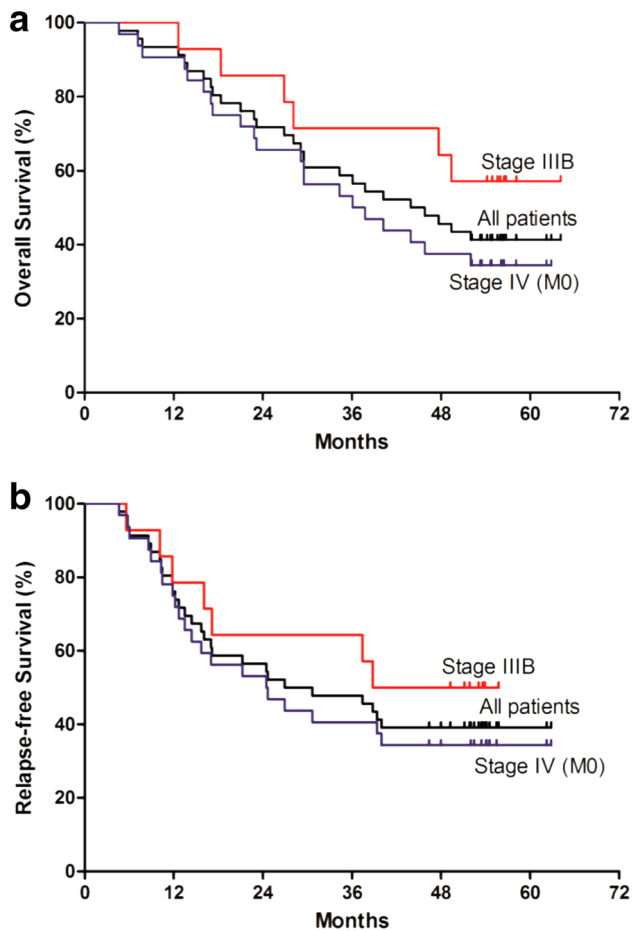 a
100
80
60
40
20
0
Overall Survival (%)
Stage IIIB
All patients
Stage IV (M0)
0 12 24 36 48 60 72
Months
b
100
80
60
40
20
0
Relapse-free Survival (%)
Stage IIIB
All patients
Stage IV (M0)
0 12 24 36 48 60 72
Months